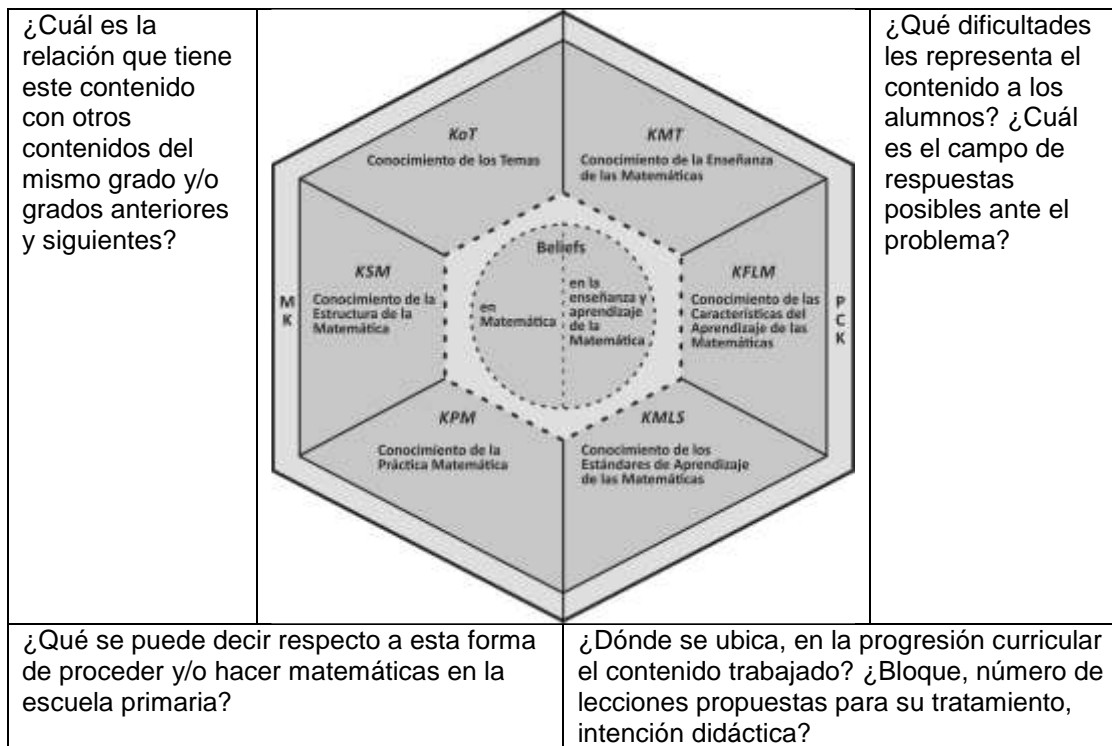 ¿Cuál es la
relación que tiene
este contenido
con otros
contenidos del
mismo grado y/o
grados anteriores
y siguientes?
KoT
Conocimiento de los Temas
KMT
Conocimiento de la Enseñanza
de las Matemáticas
KSM
Conocimiento de la
Estructura de la
Matemática
M
K
Beliefs
en
Matemática
en la
enseñanza y
aprendizaje
de la
Matemática
KFLM
Conocimiento de las
Características del
Aprendizaje de las
Matemáticas
P
C
K
KPM
Conocimiento de la
Práctica Matemática
KMLS
Conocimiento de los
Estándares de Aprendizaje
de las Matemáticas
¿Qué dificultades
les representa el
contenido a los
alumnos? ¿Cuál
es el campo de
respuestas
posibles ante el
problema?
¿Qué se puede decir respecto a esta forma
de proceder y/o hacer matemáticas en la
escuela primaria?
¿Dónde se ubica, en la progresión curricular
el contenido trabajado? ¿Bloque, número de
lecciones propuestas para su tratamiento,
intención didáctica?